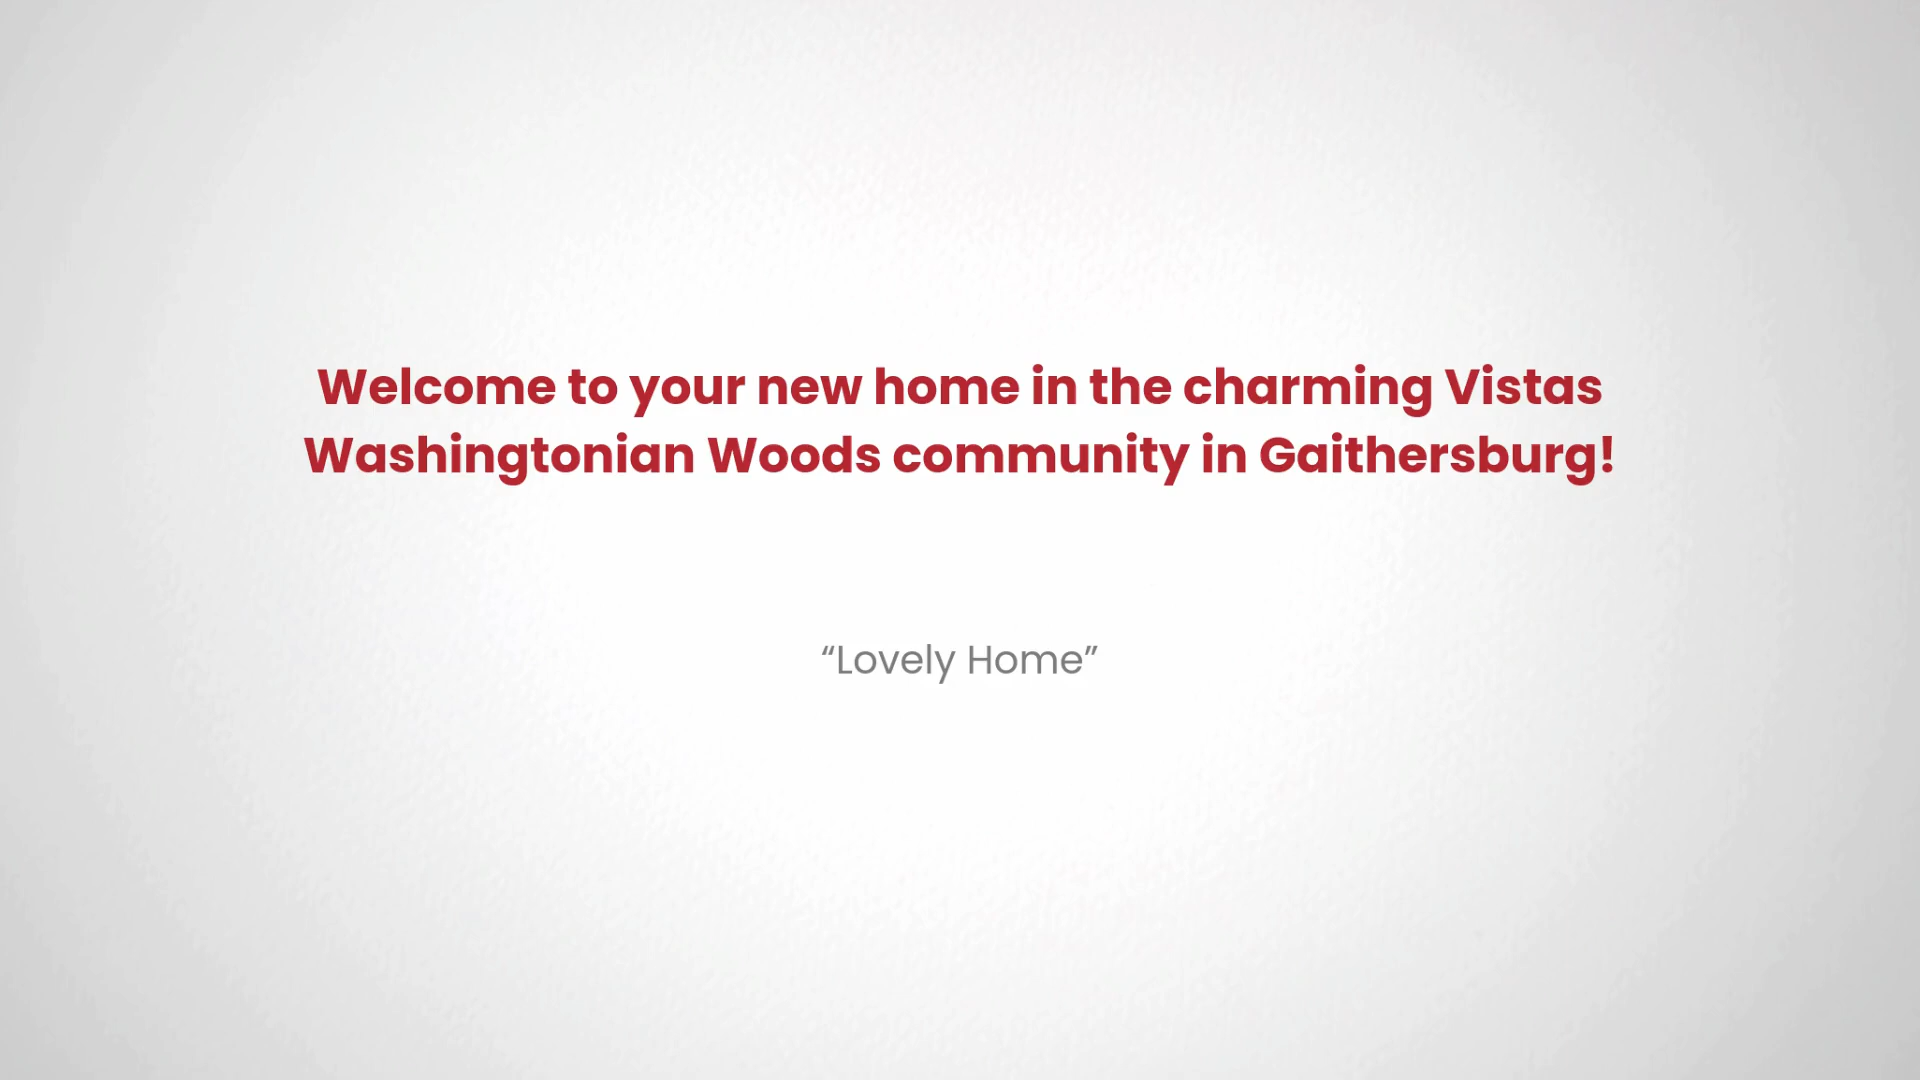 Welcome to your new home in the charming Vistas
Washingtonian Woods community in Gaithersburg!
“Lovely Home”